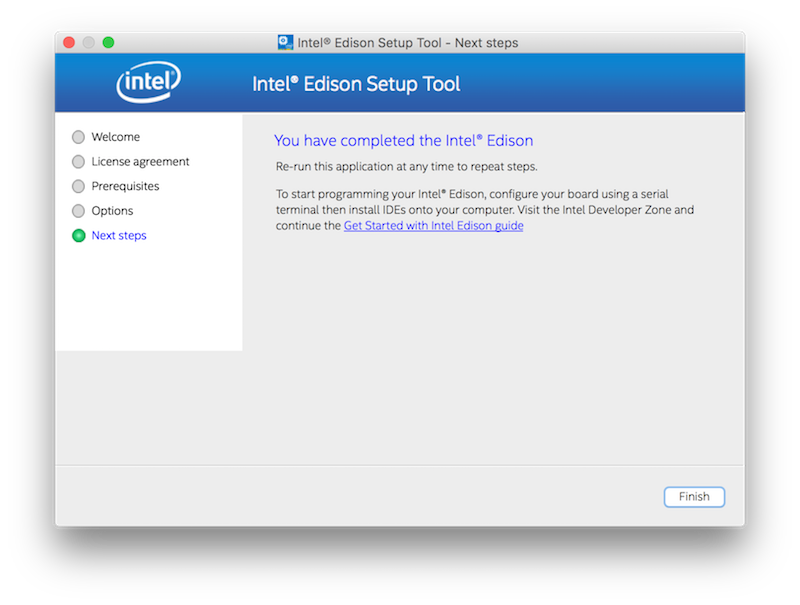 Intel® Edison Setup Tool - Next steps
intel®
Intel® Edison Setup Tool
Welcome
License agreement
Prerequisites
Options
Next steps
You have completed the Intel® Edison
Re-run this application at any time to repeat steps.
To start programming your Intel® Edison, configure your board using a serial
terminal then install IDEs onto your computer. Visit the Intel Developer Zone and
continue the Get Started with Intel Edison guide
Finish